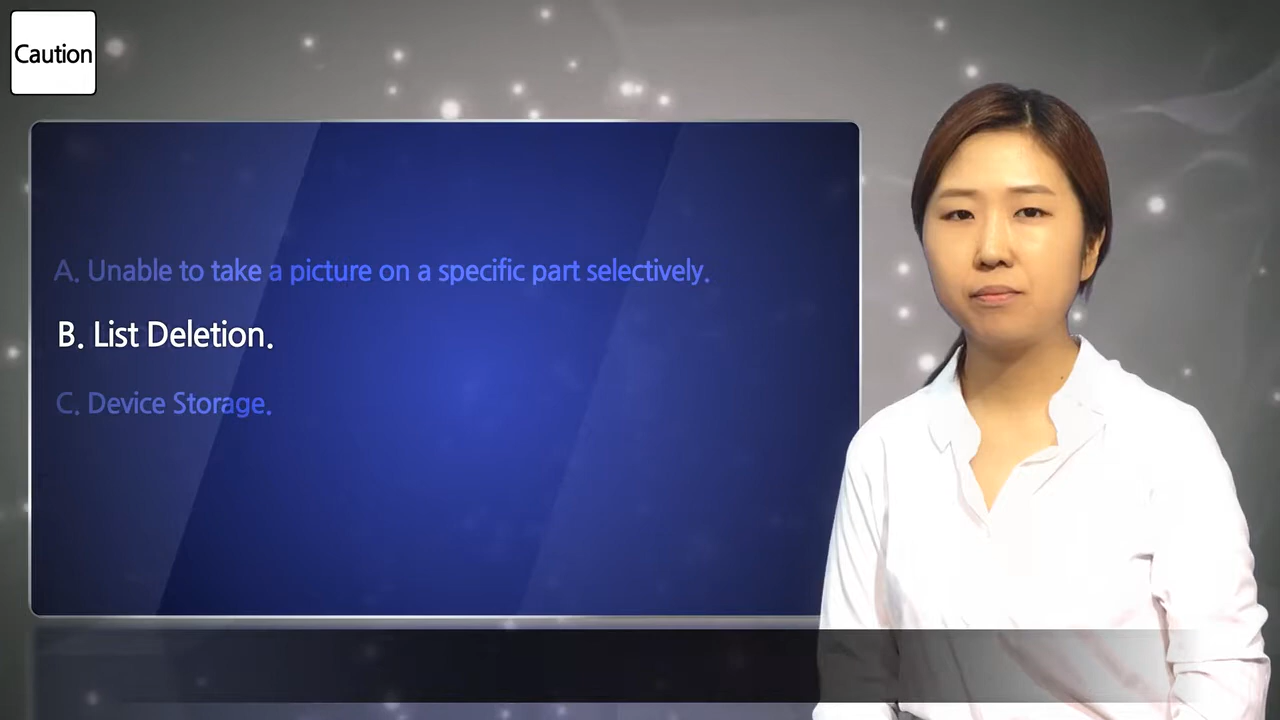 Caution
A. Unable to take a picture on a specific part selectively.
B. List Deletion.
C. Device Storage.